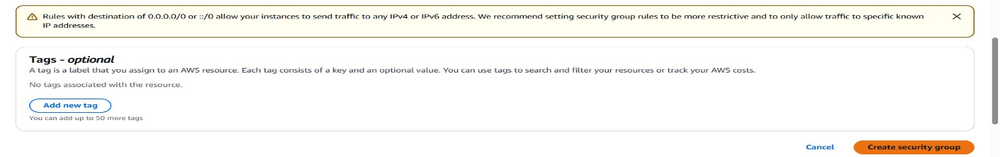 Rules with destination of 0.0.0.0/0 or ::/0 allow your instances to send traffic to any IPv4 or IPv6 address. We recommend setting security group rules to be more restrictive and to only allow traffic to specific known
IP addresses.
Tags - optional
A tag is a label that you assign to an AWS resource. Each tag consists of a key and an optional value. You can use tags to search and filter your resources or track your AWS costs.
No tags associated with the resource.
Add new tag
You can add up to 50 more tags
Cancel
Create security group